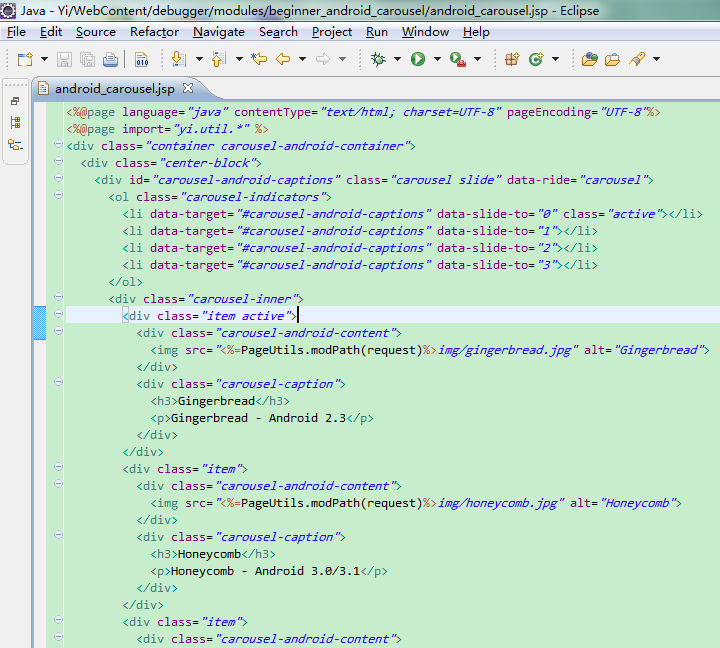 Java - Yi/WebContent/debugger/modules/beginner_android_carousel/android_carousel.jsp - Eclipse
File Edit Source Refactor Navigate Search Project Run Window Help
010
android_carousel.jsp
<%@page language="java" contentType="text/html; charset=UTF-8" pageEncoding="UTF-8"%>
<%@page import="yi.util.*" %>
<div class="container carousel-android-container">
<div class="center-block">
<div id="carousel-android-captions" class="carousel slide" data-ride="carousel">
<ol class="carousel-indicators">
<li data-target="#carousel-android-captions" data-slide-to="0" class="active"></li>
<li data-target="#carousel-android-captions" data-slide-to="1"></li>
<li data-target="#carousel-android-captions" data-slide-to="2"></li>
<li data-target="#carousel-android-captions" data-slide-to="3"></li>
</ol>
<div class="carousel-inner">
<div class="item active">
<div class="carousel-android-content">
<img src="<%=PageUtils.modPath(request)%>img/gingerbread.jpg" alt="Gingerbread">
</div>
<div class="carousel-caption">
<h3>Gingerbread</h3>
<p>Gingerbread - Android 2.3</p>
</div>
</div>
<div class="item">
<div class="carousel-android-content">
<img src="<%=PageUtils.modPath(request)%>img/honeycomb.jpg" alt="Honeycomb">
</div>
<div class="carousel-caption">
<h3>Honeycomb</h3>
<p>Honeycomb - Android 3.0/3.1</p>
</div>
</div>
<div class="item">
<div class="carousel-android-content">